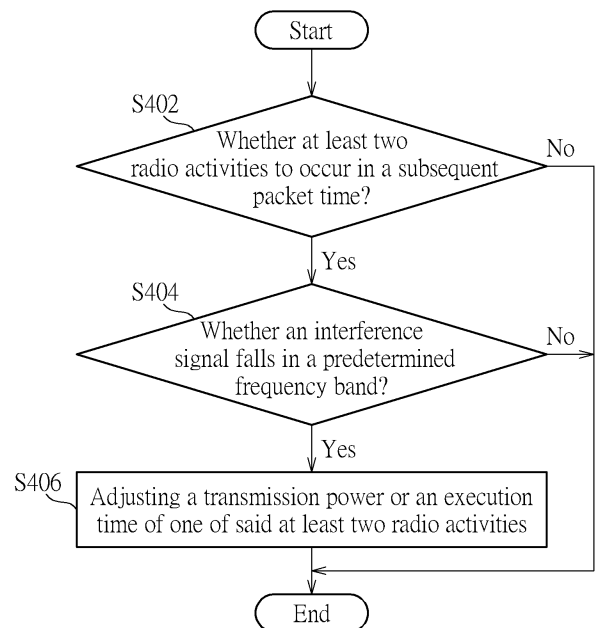 Start
S402
Whether at least two
radio activities to occur in a subsequent
packet time?
No
Yes
S404
Whether an interference
signal falls in a predetermined
frequency band?
No
Yes
S406
Adjusting a transmission power or an execution
time of one of said at least two radio activities
End